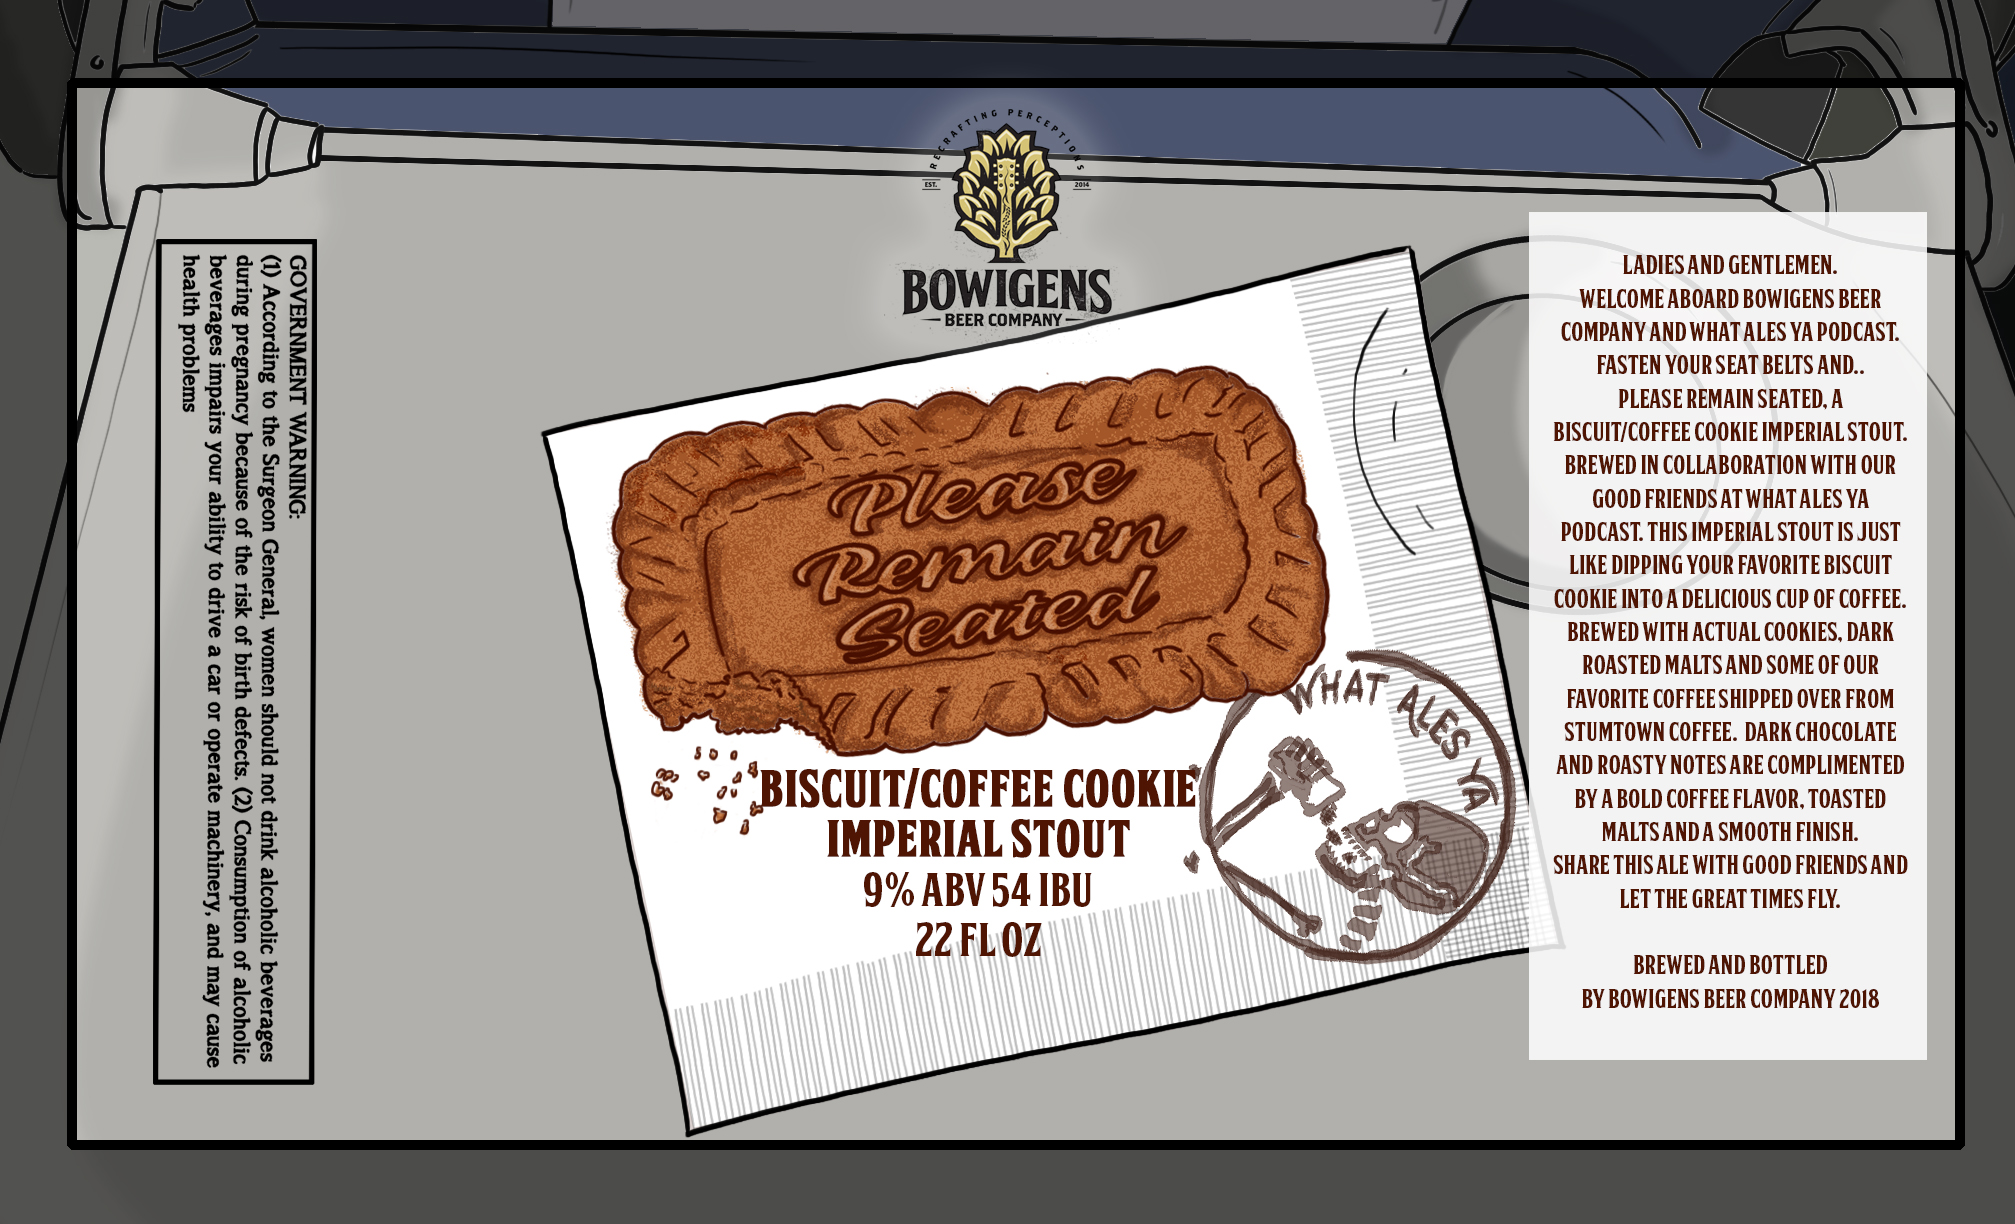 RECRAFTING PERCEPTIONS
EST. 2014
BOWIGENS
BEER COMPANY
GOVERNMENT WARNING:
(1) According to the Surgeon General, women should not drink alcoholic beverages
during pregnancy because of the risk of birth defects. (2) Consumption of alcoholic
beverages impairs your ability to drive a car or operate machinery, and may cause
health problems
Please
Remain
Seated
WHAT ALES YA
BISCUIT/COFFEE COOKIE
IMPERIAL STOUT
9% ABV 54 IBU
22 FL OZ
LADIES AND GENTLEMEN.
WELCOME ABOARD BOWIGENS BEER
COMPANY AND WHAT ALES YA PODCAST.
FASTEN YOUR SEAT BELTS AND..
PLEASE REMAIN SEATED, A
BISCUIT/COFFEE COOKIE IMPERIAL STOUT.
BREWED IN COLLABORATION WITH OUR
GOOD FRIENDS AT WHAT ALES YA
PODCAST. THIS IMPERIAL STOUT IS JUST
LIKE DIPPING YOUR FAVORITE BISCUIT
COOKIE INTO A DELICIOUS CUP OF COFFEE.
BREWED WITH ACTUAL COOKIES, DARK
ROASTED MALTS AND SOME OF OUR
FAVORITE COFFEE SHIPPED OVER FROM
STUMTOWN COFFEE. DARK CHOCOLATE
AND ROASTY NOTES ARE COMPLIMENTED
BY A BOLD COFFEE FLAVOR, TOASTED
MALTS AND A SMOOTH FINISH.
SHARE THIS ALE WITH GOOD FRIENDS AND
LET THE GREAT TIMES FLY.
BREWED AND BOTTLED
BY BOWIGENS BEER COMPANY 2018